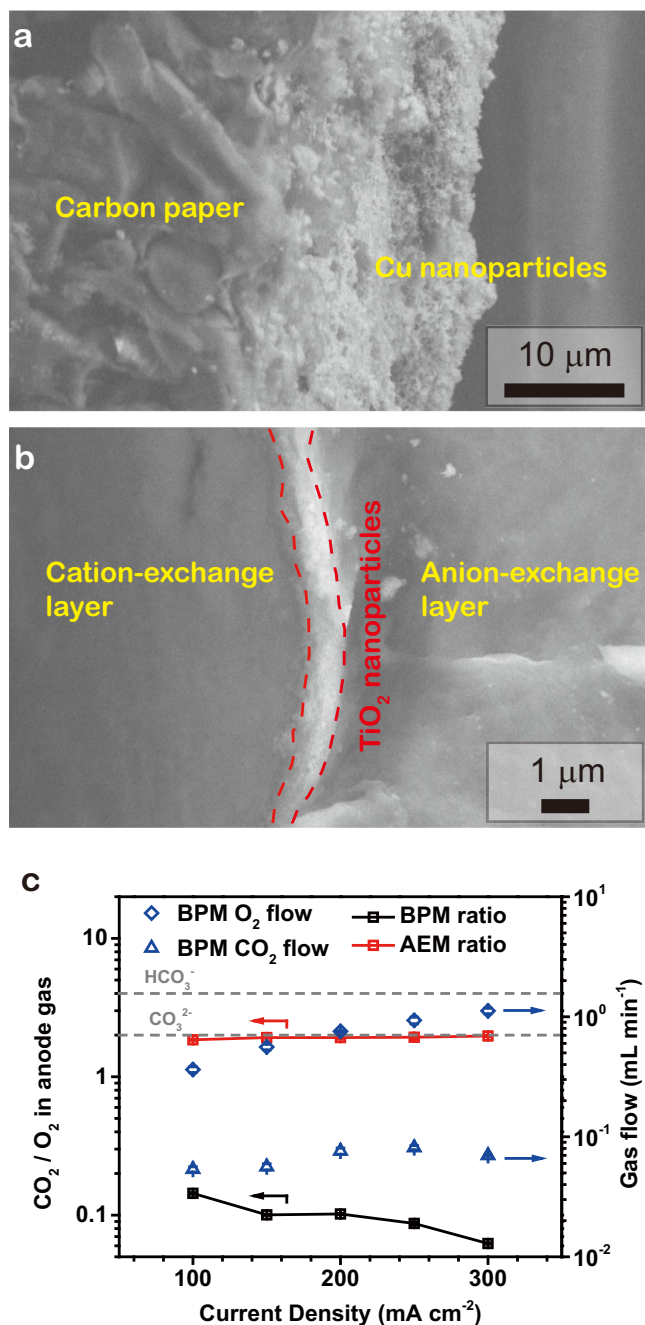 a
Carbon paper
Cu nanoparticles
10 μm
b
Cation-exchange
layer
TiO₂ nanoparticles
Anion-exchange
layer
1 μm
c
BPM O₂ flow
BPM CO₂ flow
BPM ratio
AEM ratio
HCO₃⁻
CO₃²⁻
10
1
0.1
CO₂ / O₂ in anode gas
10¹
10⁰
10⁻¹
10⁻²
Gas flow (mL min⁻¹)
100
200
300
Current Density (mA cm⁻²)